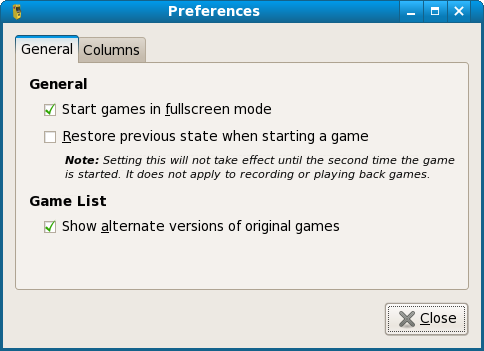 Preferences
General Columns
General
Start games in fullscreen mode
Restore previous state when starting a game
Note: Setting this will not take effect until the second time the game
is started. It does not apply to recording or playing back games.
Game List
Show alternate versions of original games
Close